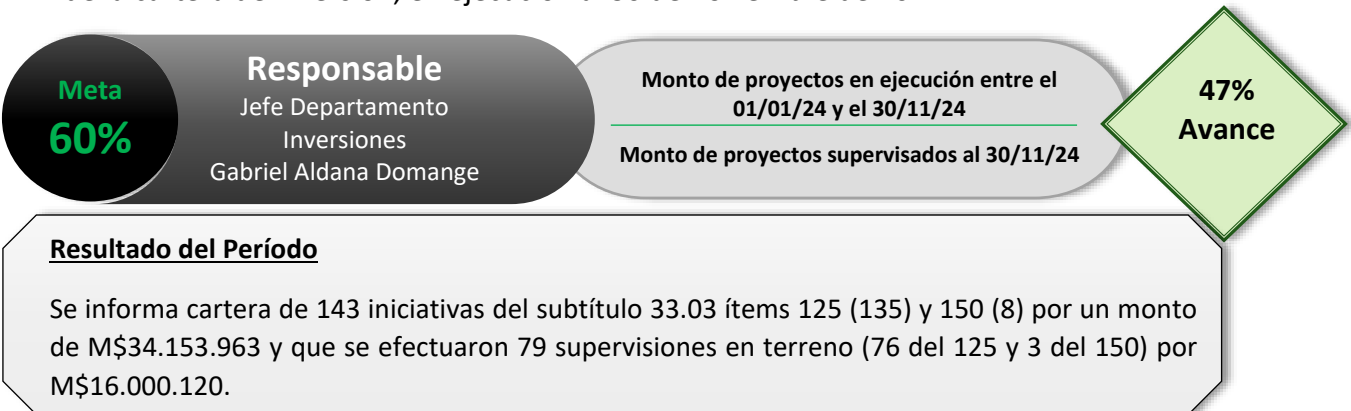 Meta
60%
Responsable
Jefe Departamento
Inversiones
Gabriel Aldana Domange
Monto de proyectos en ejecución entre el
01/01/24 y el 30/11/24
Monto de proyectos supervisados al 30/11/24
47%
Avance
Resultado del Período
Se informa cartera de 143 iniciativas del subtítulo 33.03 ítems 125 (135) y 150 (8) por un monto
de M$34.153.963 y que se efectuaron 79 supervisiones en terreno (76 del 125 y 3 del 150) por
M$16.000.120.